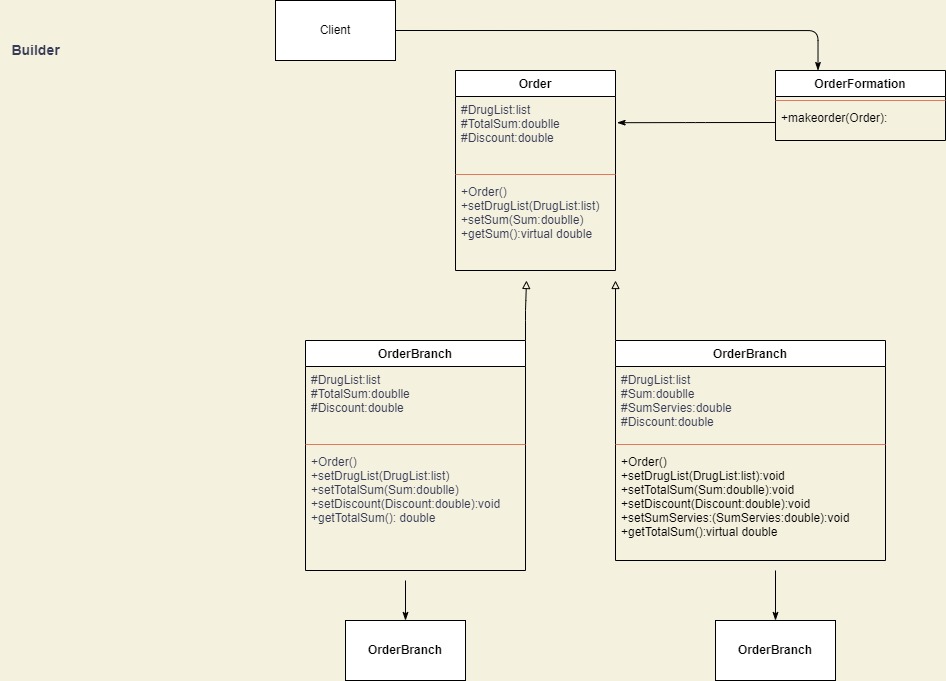 Client
Builder
Order
#DrugList:list
#TotalSum:doublle
#Discount:double
+Order()
+setDrugList(DrugList:list)
+setSum(Sum:doublle)
+getSum():virtual double
OrderFormation
+makeorder(Order):
OrderBranch
#DrugList:list
#TotalSum:doublle
#Discount:double
+Order()
+setDrugList(DrugList:list)
+setTotalSum(Sum:doublle)
+setDiscount(Discount:double):void
+getTotalSum(): double
OrderBranch
#DrugList:list
#Sum:doublle
#SumServies:double
#Discount:double
+Order()
+setDrugList(DrugList:list):void
+setTotalSum(Sum:doublle):void
+setDiscount(Discount:double):void
+setSumServies:(SumServies:double):void
+getTotalSum():virtual double
OrderBranch
OrderBranch